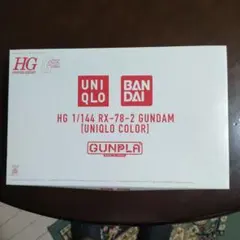 HG
UNI
QLO
BAN
DAI
HG 1/144 RX-78-2 GUNDAM
[UNIQLO COLOR]
GUNPLA